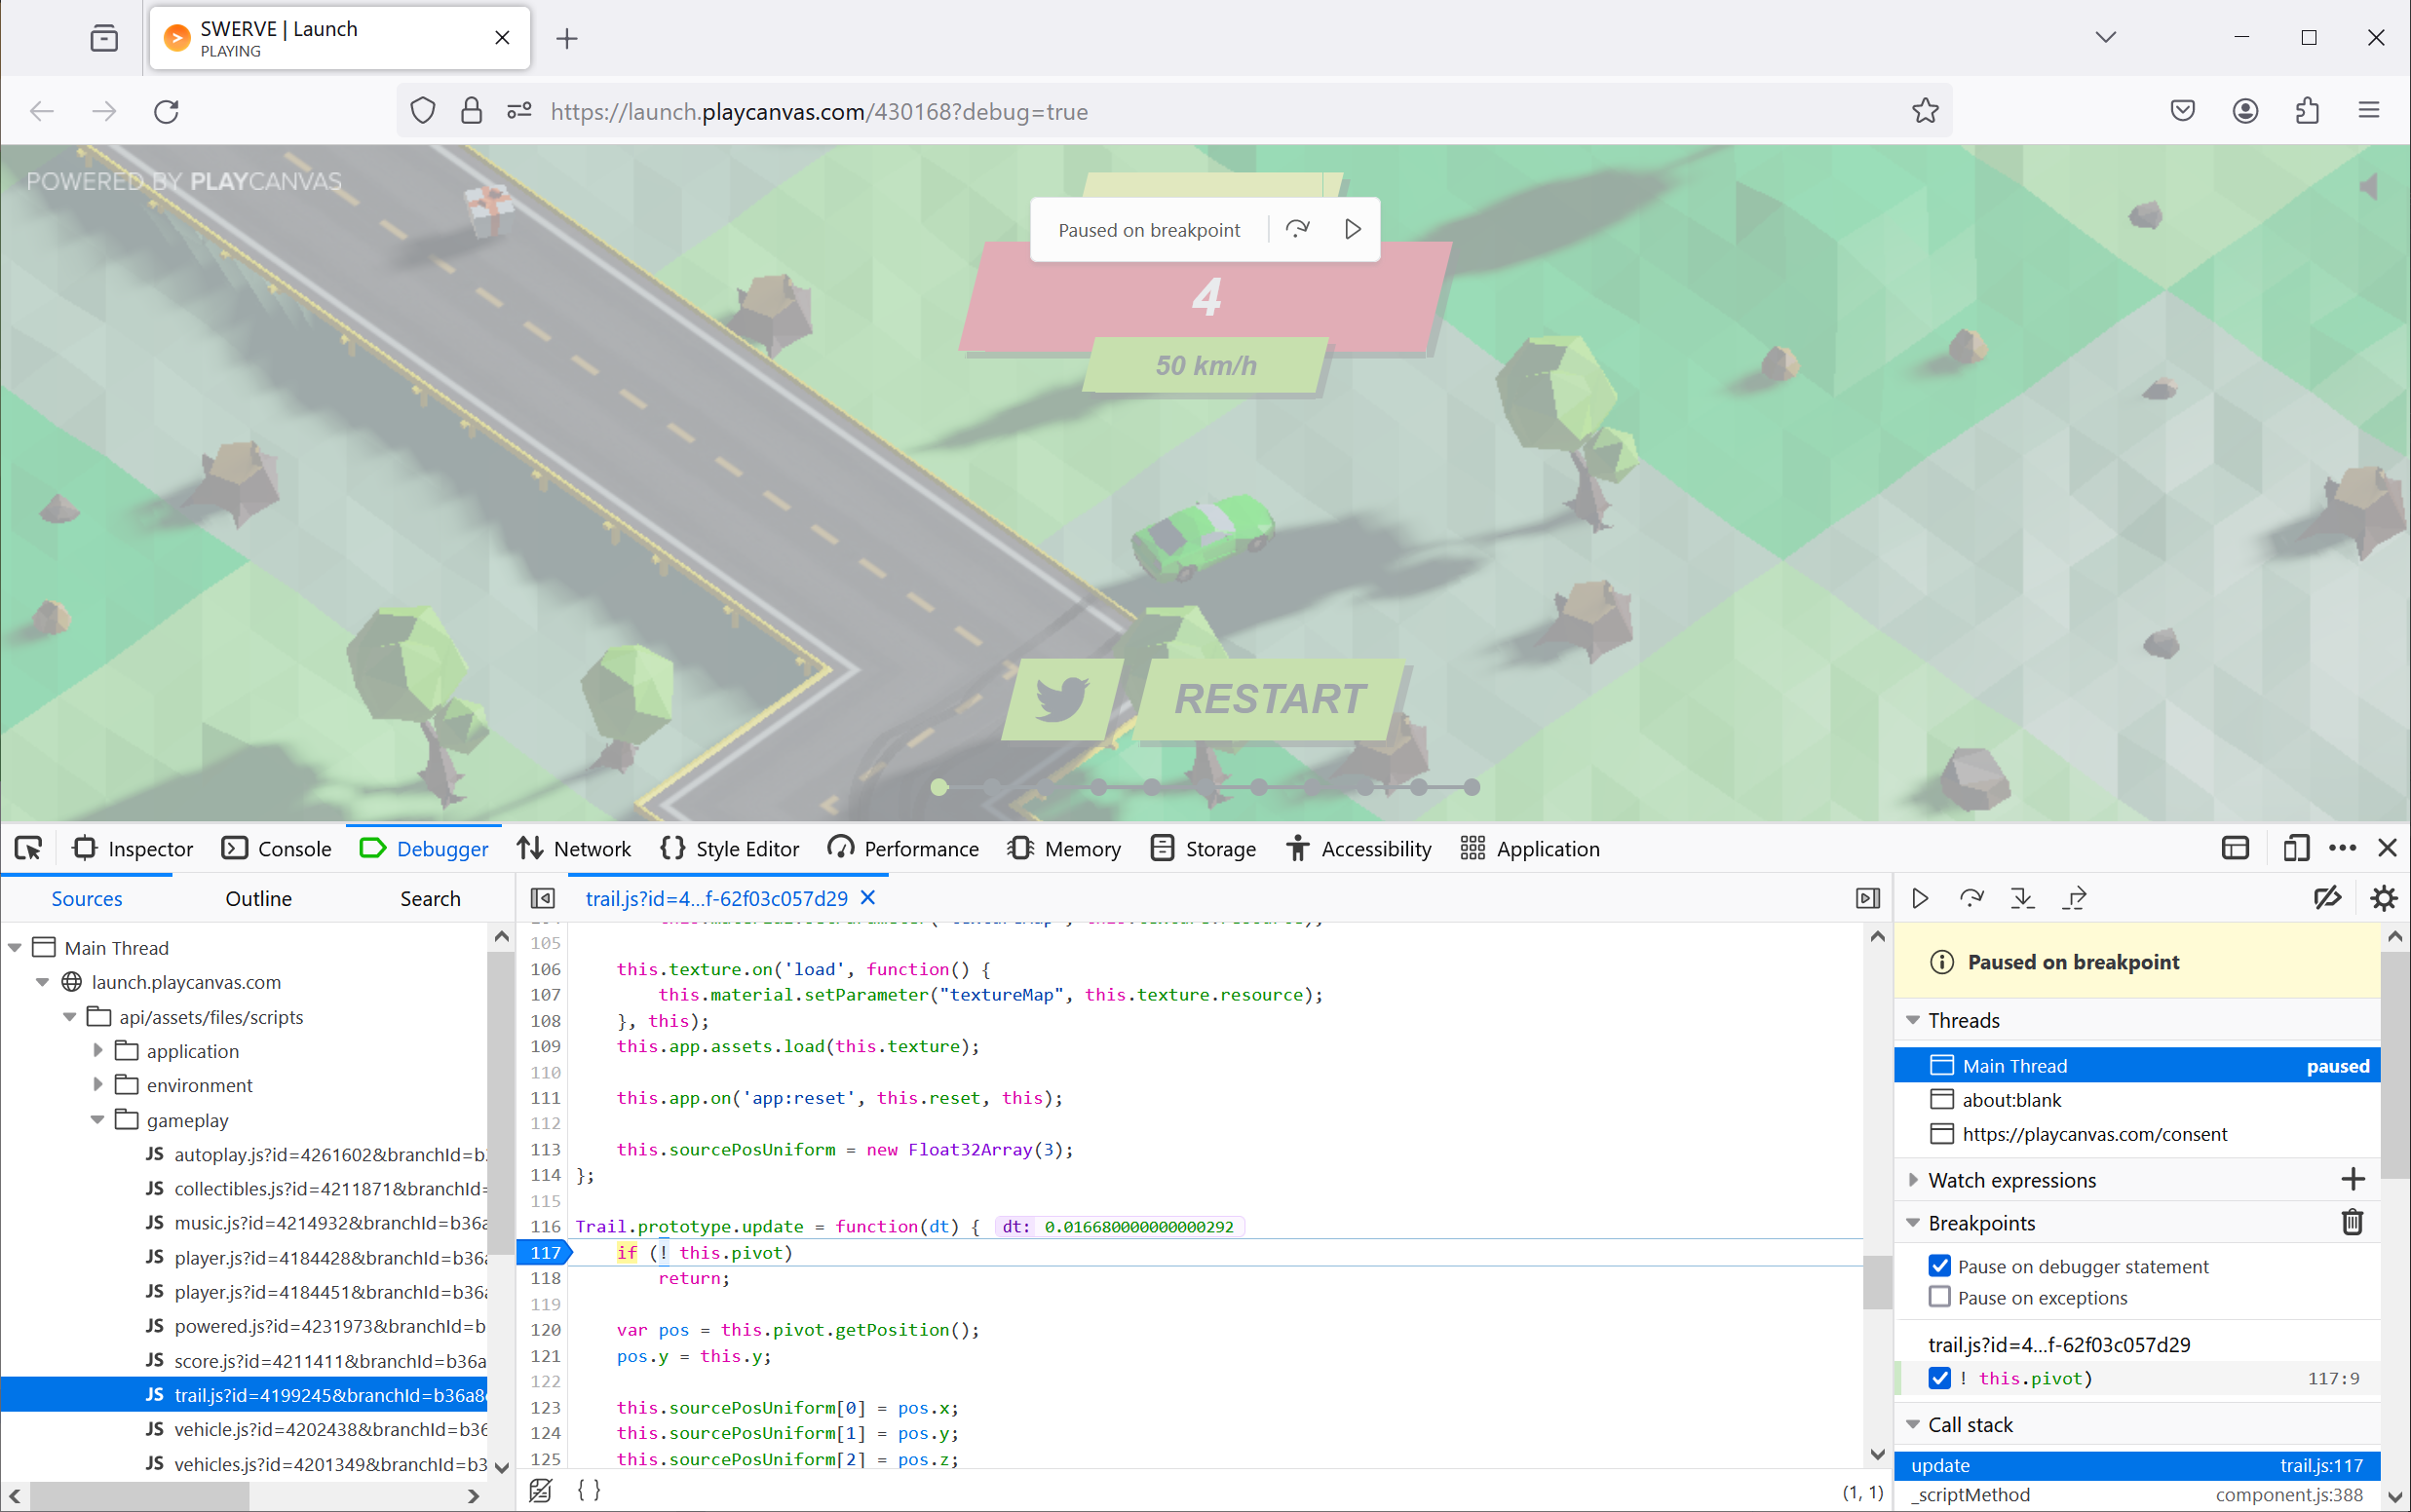 SWERVE | Launch
PLAYING
https://launch.playcanvas.com/430168?debug=true
POWERED BY PLAYCANVAS
Paused on breakpoint
4
50 km/h
RESTART
Inspector
Console
Debugger
Network
Style Editor
Performance
Memory
Storage
Accessibility
Application
Sources
Outline
Search
Main Thread
launch.playcanvas.com
api/assets/files/scripts
application
environment
gameplay
JS autoplay.js?id=4261602&branchId=b
JS collectibles.js?id=4211871&branchId=
JS music.js?id=4214932&branchId=b36a
JS player.js?id=4184428&branchId=b36a
JS player.js?id=4184451&branchId=b36a
JS powered.js?id=4231973&branchId=b
JS score.js?id=4211411&branchId=b36a
JS trail.js?id=4199245&branchId=b36a8
JS vehicle.js?id=4202438&branchId=b36
JS vehicles.js?id=4201349&branchId=b3
trail.js?id=4...f-62f03c057d29
105
106 this.texture.on('load', function() {
107 this.material.setParameter("textureMap", this.texture.resource);
108 }, this);
109 this.app.assets.load(this.texture);
110
111 this.app.on('app:reset', this.reset, this);
112
113 this.sourcePosUniform = new Float32Array(3);
114 };
115
116 Trail.prototype.update = function(dt) { dt: 0.016680000000000292
117 if (! this.pivot)
118 return;
119
120 var pos = this.pivot.getPosition();
121 pos.y = this.y;
122
123 this.sourcePosUniform[0] = pos.x;
124 this.sourcePosUniform[1] = pos.y;
125 this.sourcePosUniform[2] = pos.z;
{ }
(1, 1)
Paused on breakpoint
Threads
Main Thread paused
about:blank
https://playcanvas.com/consent
Watch expressions
Breakpoints
Pause on debugger statement
Pause on exceptions
trail.js?id=4...f-62f03c057d29
! this.pivot) 117:9
Call stack
update trail.js:117
_scriptMethod component.js:388